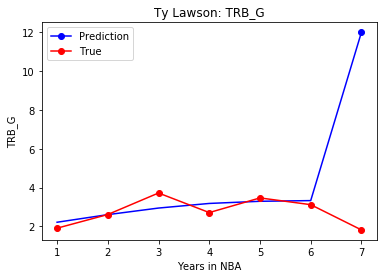 Ty Lawson: TRB_G
Prediction
True
TRB_G
12
10
8
6
4
2
1 2 3 4 5 6 7
Years in NBA